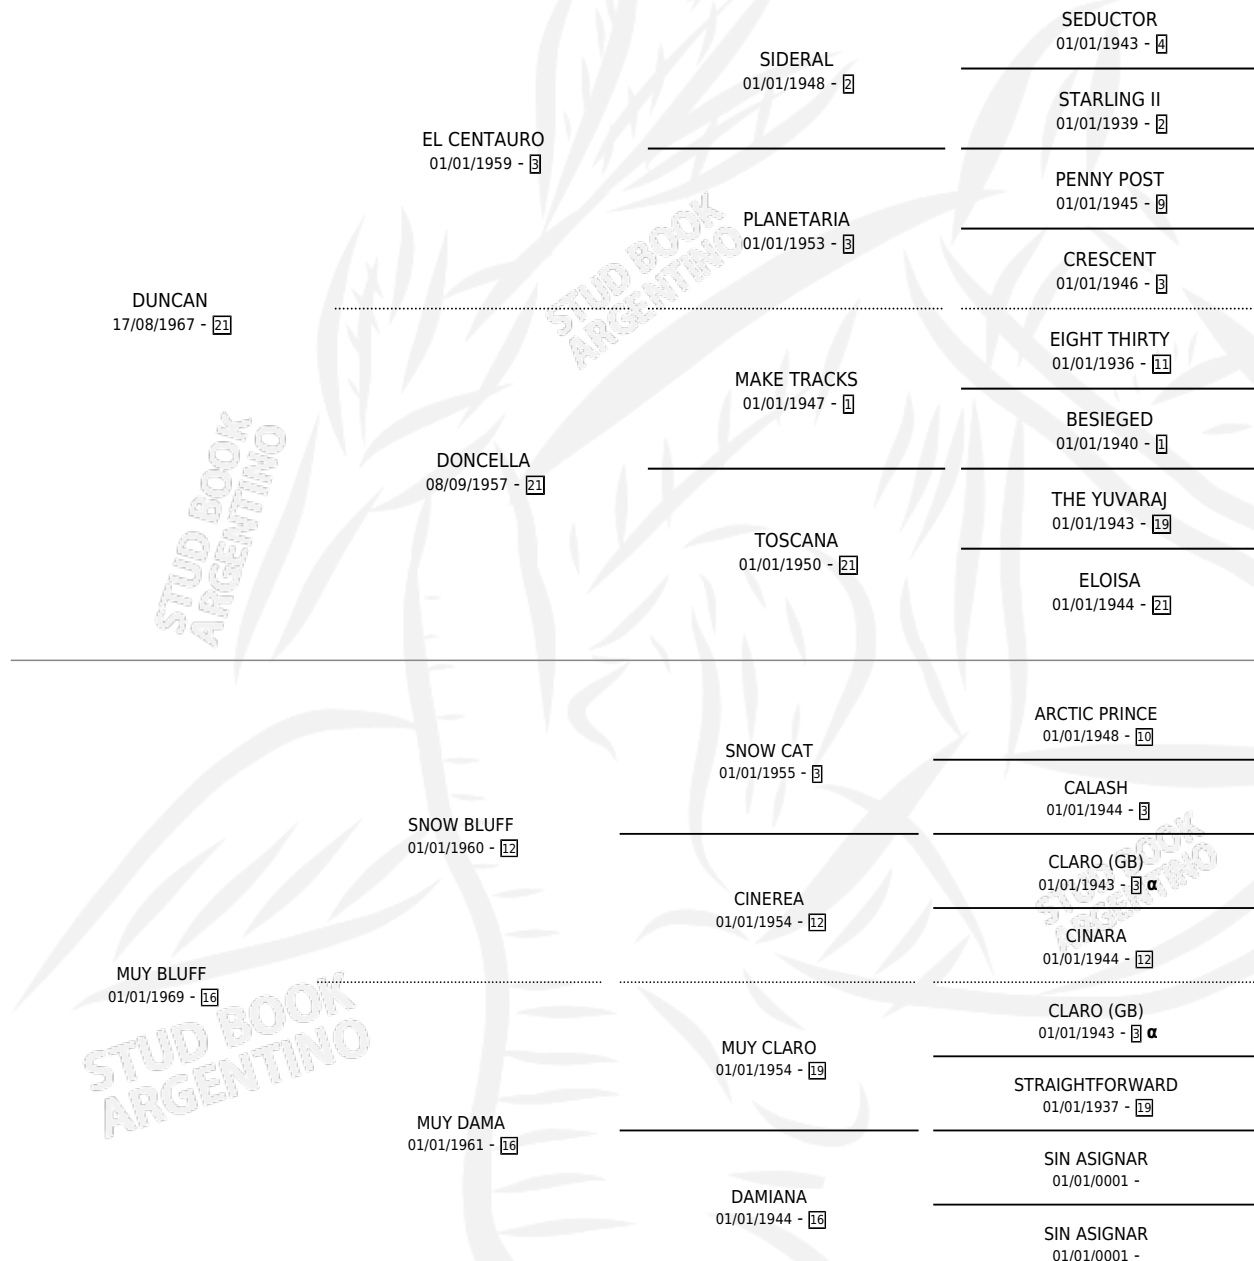 SEDUCTOR
01/01/1943 - 4
SIDERAL
01/01/1948 - 2
STARLING II
01/01/1939 - 2
EL CENTAURO
01/01/1959 - 3
PENNY POST
01/01/1945 - 9
PLANETARIA
01/01/1953 - 3
CRESCENT
01/01/1946 - 3
DUNCAN
17/08/1967 - 21
EIGHT THIRTY
01/01/1936 - 11
MAKE TRACKS
01/01/1947 - 1
BESIEGED
01/01/1940 - 1
DONCELLA
08/09/1957 - 21
THE YUVARAJ
01/01/1943 - 19
TOSCANA
01/01/1950 - 21
ELOISA
01/01/1944 - 21
STUD BOOK
ARGENTINO
STUD BOOK
ARGENTINO
ARCTIC PRINCE
01/01/1948 - 10
SNOW CAT
01/01/1955 - 3
CALASH
01/01/1944 - 3
SNOW BLUFF
01/01/1960 - 12
CLARO (GB)
01/01/1943 - 3 α
CINEREA
01/01/1954 - 12
CINARA
01/01/1944 - 12
MUY BLUFF
01/01/1969 - 16
CLARO (GB)
01/01/1943 - 3 α
MUY CLARO
01/01/1954 - 19
STRAIGHTFORWARD
01/01/1937 - 19
MUY DAMA
01/01/1961 - 16
SIN ASIGNAR
01/01/0001 -
DAMIANA
01/01/1944 - 16
SIN ASIGNAR
01/01/0001 -
STUD BOOK
ARGENTINO
STUD BOOK
ARGENTINO